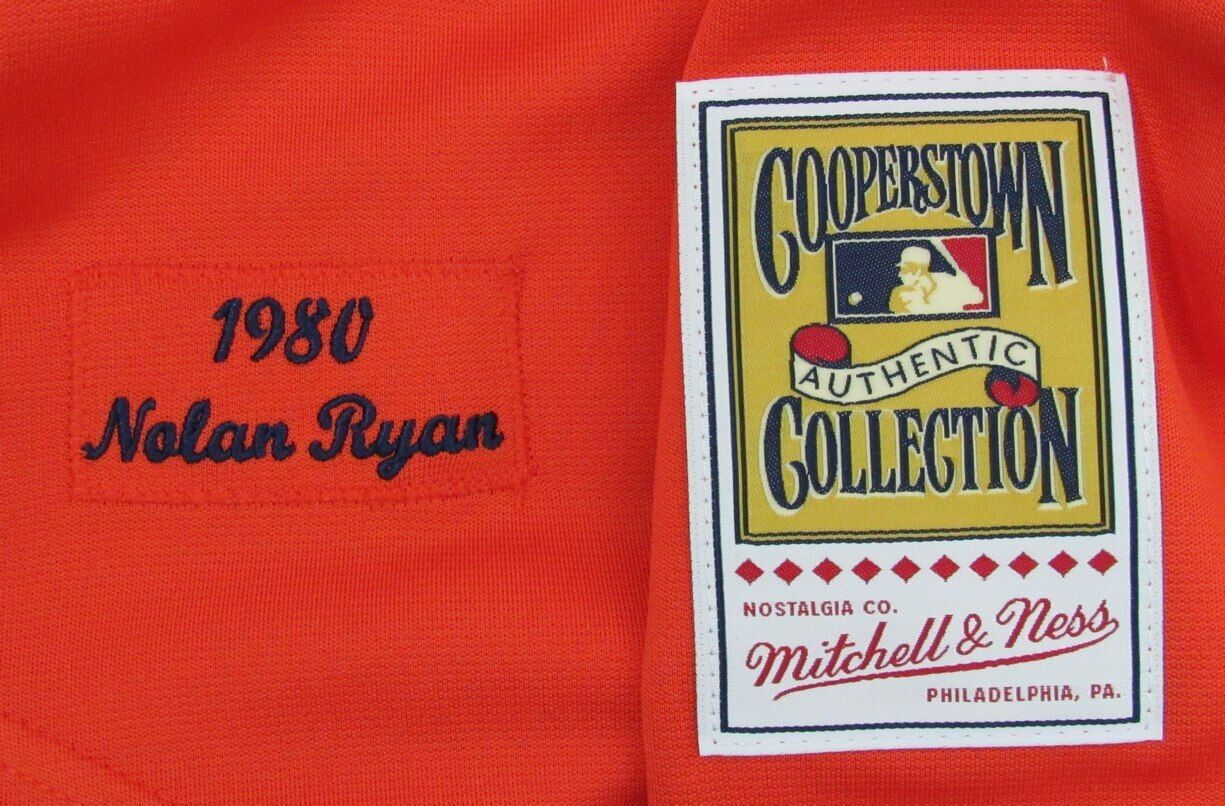 1980
Nolan Ryan
COOPERSTOWN
AUTHENTIC
COLLECTION
NOSTALGIA CO.
Mitchell & Ness
PHILADELPHIA, PA.